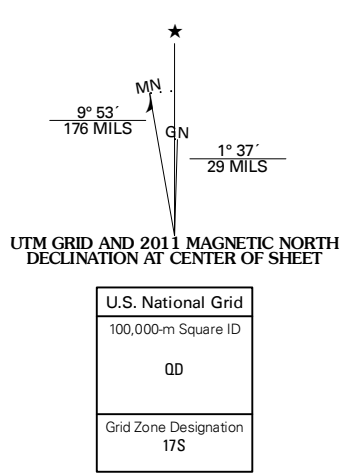 ★
MN
9° 53´
176 MILS
GN
1° 37´
29 MILS
UTM GRID AND 2011 MAGNETIC NORTH
DECLINATION AT CENTER OF SHEET
U.S. National Grid
100,000-m Square ID
QD
Grid Zone Designation
17S